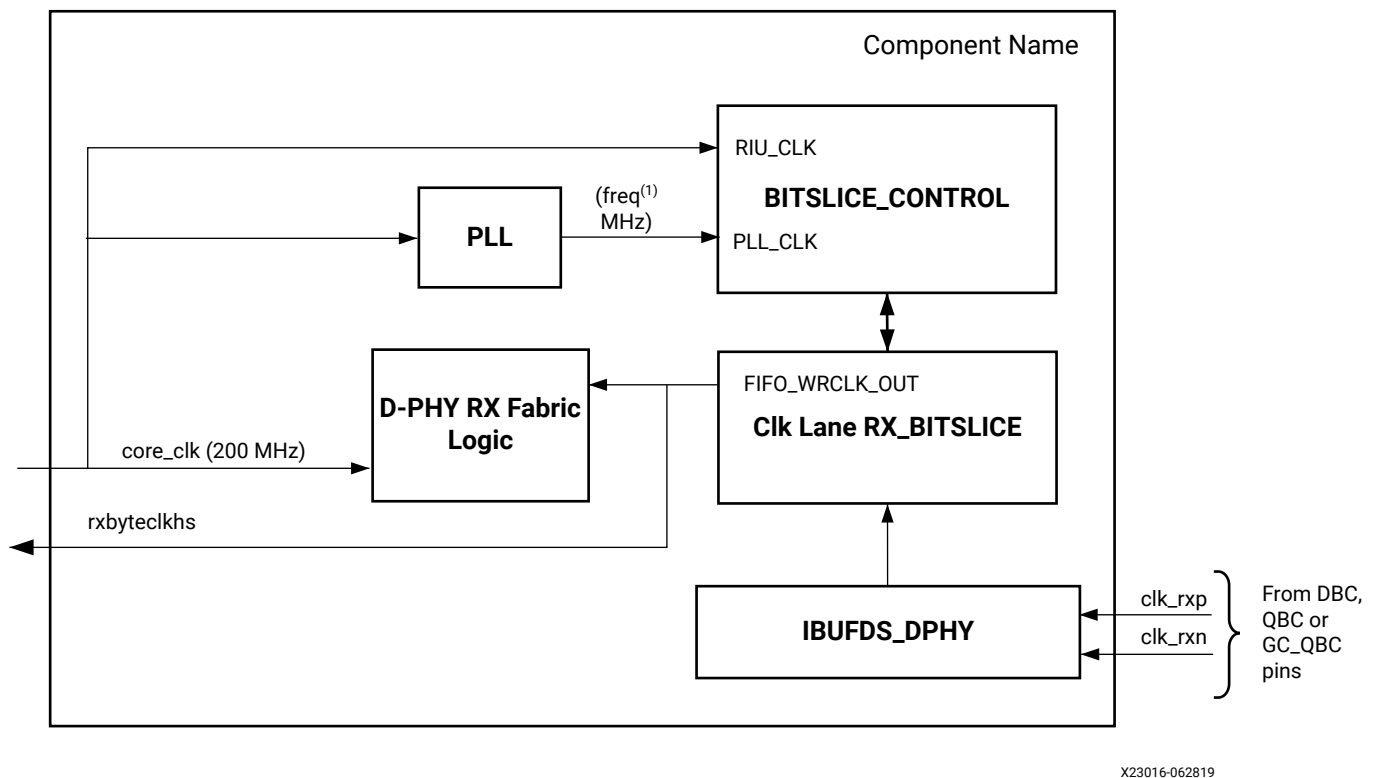 Component Name
RIU_CLK
BITSLICE_CONTROL
(freq(1)
MHz)
PLL
PLL_CLK
FIFO_WRCLK_OUT
D-PHY RX Fabric
Logic
Clk Lane RX_BITSLICE
core_clk (200 MHz)
rxbyteclkhs
clk_rxp
clk_rxn
IBUFDS_DPHY
From DBC,
QBC or
GC_QBC
pins
X23016-062819